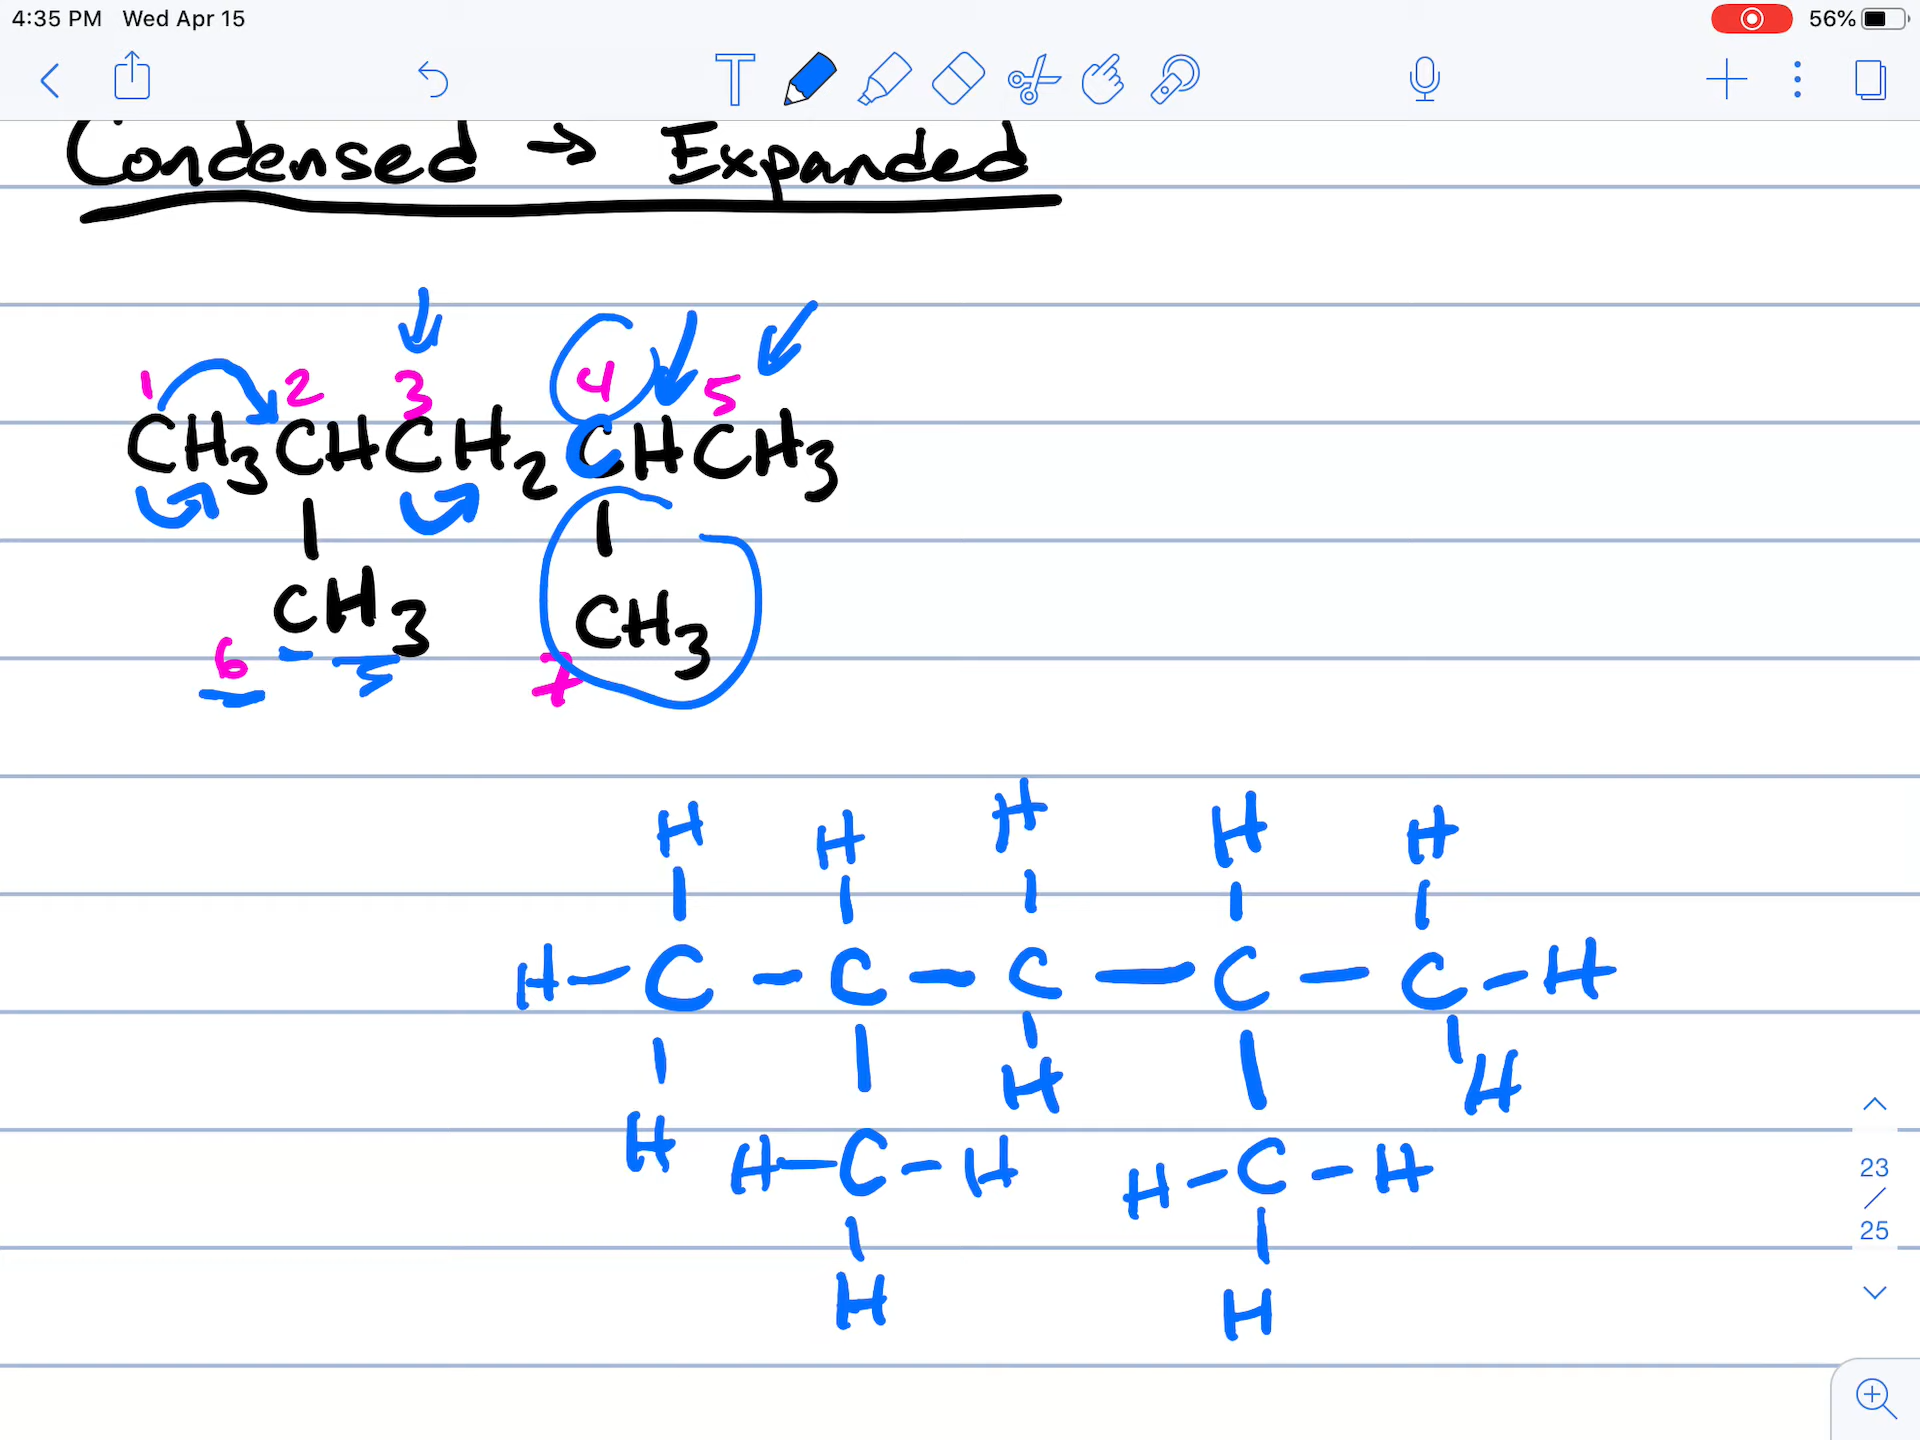 4:35 PM Wed Apr 15 56%
T
Condensed → Expanded
1 2 3 4 5
CH3CHCH2CHCH3
| |
CH3 CH3
6 7
H H H H H
| | | | |
H-C-C-C-C-C-H
| | | | |
H H-C-H H H-C-H H
| |
H H
23
/
25